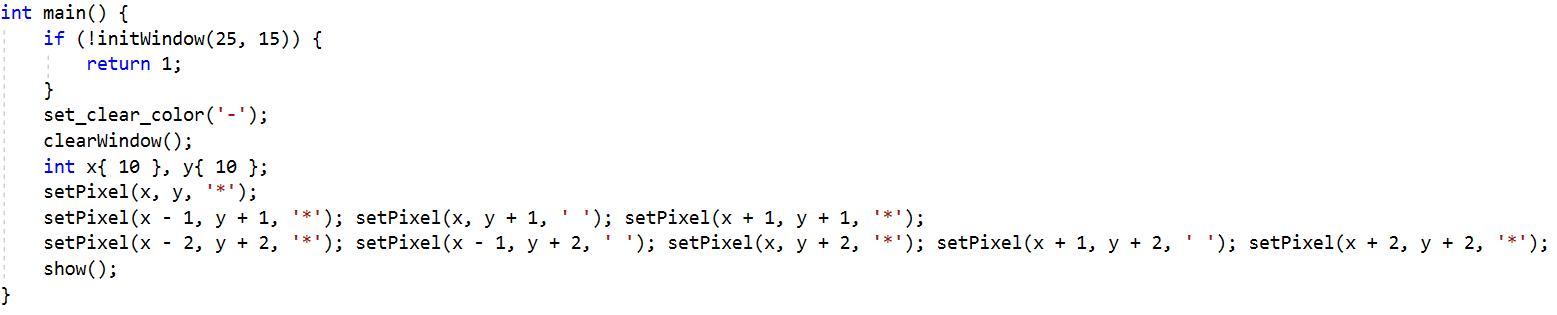 int main() {
    if (!initWindow(25, 15)) {
        return 1;
    }
    set_clear_color('-');
    clearWindow();
    int x{ 10 }, y{ 10 };
    setPixel(x, y, '*');
    setPixel(x - 1, y + 1, '*'); setPixel(x, y + 1, ' '); setPixel(x + 1, y + 1, '*');
    setPixel(x - 2, y + 2, '*'); setPixel(x - 1, y + 2, ' '); setPixel(x, y + 2, '*'); setPixel(x + 1, y + 2, ' '); setPixel(x + 2, y + 2, '*');
    show();
}